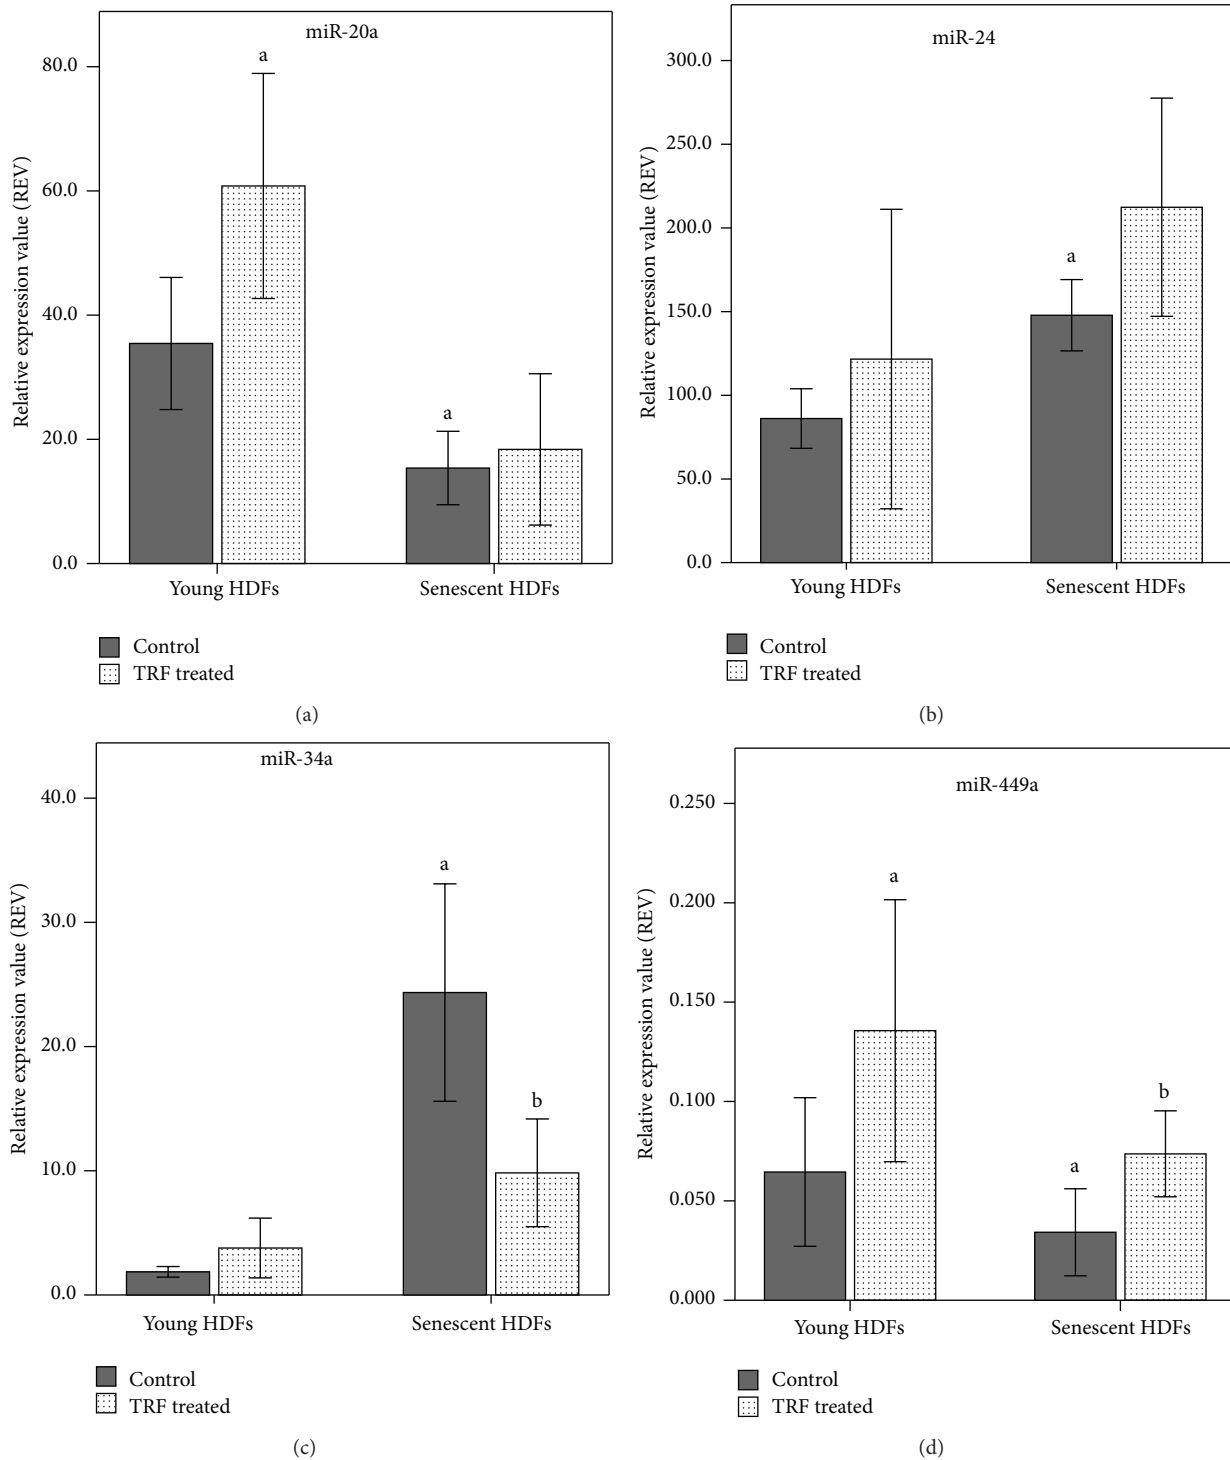 miR-20a
Relative expression value (REV)
80.0
60.0
40.0
20.0
0.0
a
a
Young HDFs
Senescent HDFs
Control
TRF treated
(a)
miR-24
Relative expression value (REV)
300.0
250.0
200.0
150.0
100.0
50.0
0.0
a
Young HDFs
Senescent HDFs
Control
TRF treated
(b)
miR-34a
Relative expression value (REV)
40.0
30.0
20.0
10.0
0.0
a
b
Young HDFs
Senescent HDFs
Control
TRF treated
(c)
miR-449a
Relative expression value (REV)
0.250
0.200
0.150
0.100
0.050
0.000
a
a
b
Young HDFs
Senescent HDFs
Control
TRF treated
(d)